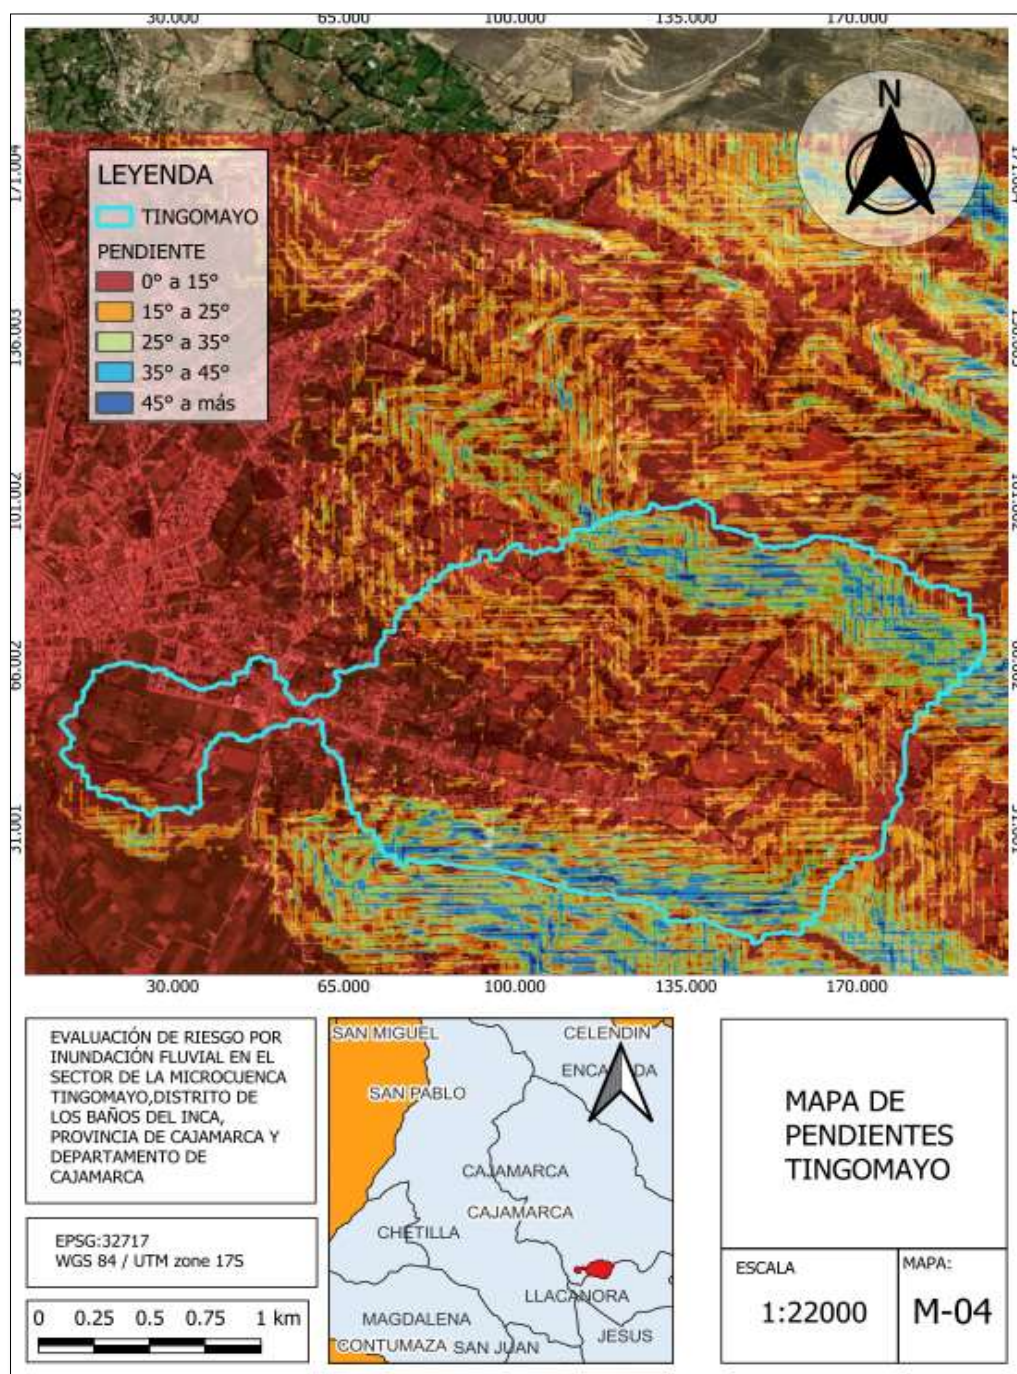 30.000 65.000 100.000 135.000 170.000
N
171.004
136.003
101.002
66.002
31.001
LEYENDA
TINGOMAYO
PENDIENTE
0° a 15°
15° a 25°
25° a 35°
35° a 45°
45° a más
30.000 65.000 100.000 135.000 170.000
EVALUACIÓN DE RIESGO POR
INUNDACIÓN FLUVIAL EN EL
SECTOR DE LA MICROCUENCA
TINGOMAYO,DISTRITO DE
LOS BAÑOS DEL INCA,
PROVINCIA DE CAJAMARCA Y
DEPARTAMENTO DE
CAJAMARCA
EPSG:32717
WGS 84 / UTM zone 17S
0 0.25 0.5 0.75 1 km
SAN MIGUEL
CELENDIN
SAN PABLO
CAJAMARCA
CAJAMARCA
CHETILLA
LLACANORA
MAGDALENA
JESUS
CONTUMAZA
SAN JUAN
MAPA DE
PENDIENTES
TINGOMAYO
ESCALA
1:22000
MAPA:
M-04